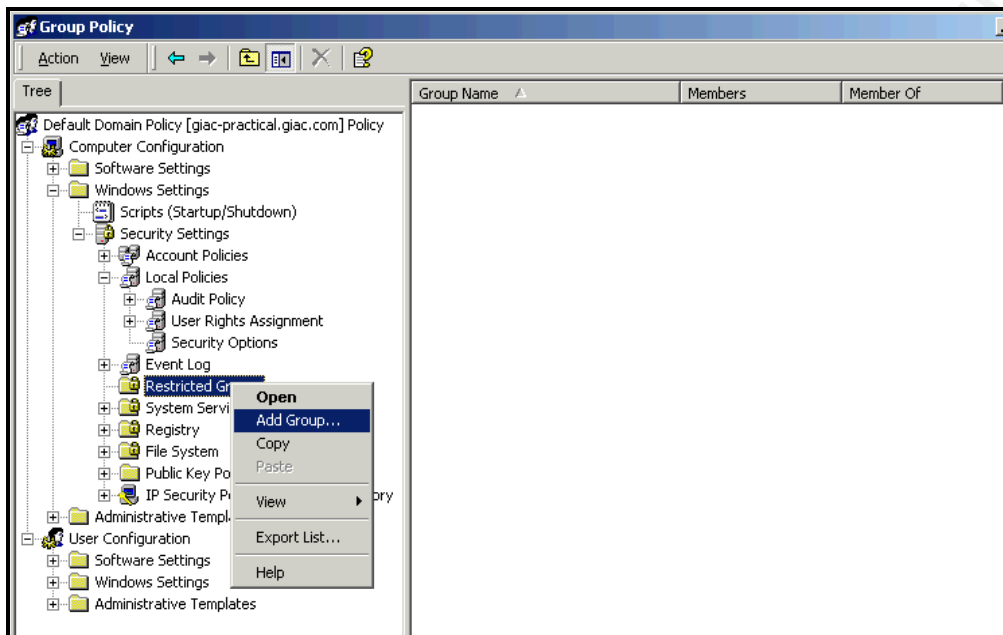 Group Policy
Action View
Tree
Group Name Members Member Of
Default Domain Policy [giac-practical.giac.com] Policy
Computer Configuration
Software Settings
Windows Settings
Scripts (Startup/Shutdown)
Security Settings
Account Policies
Local Policies
Audit Policy
User Rights Assignment
Security Options
Event Log
Restricted Gr
System Servi
Registry
File System
Public Key Po
IP Security P ory
Administrative Templ
User Configuration
Software Settings
Windows Settings
Administrative Templates
Open
Add Group...
Copy
Paste
View
Export List...
Help